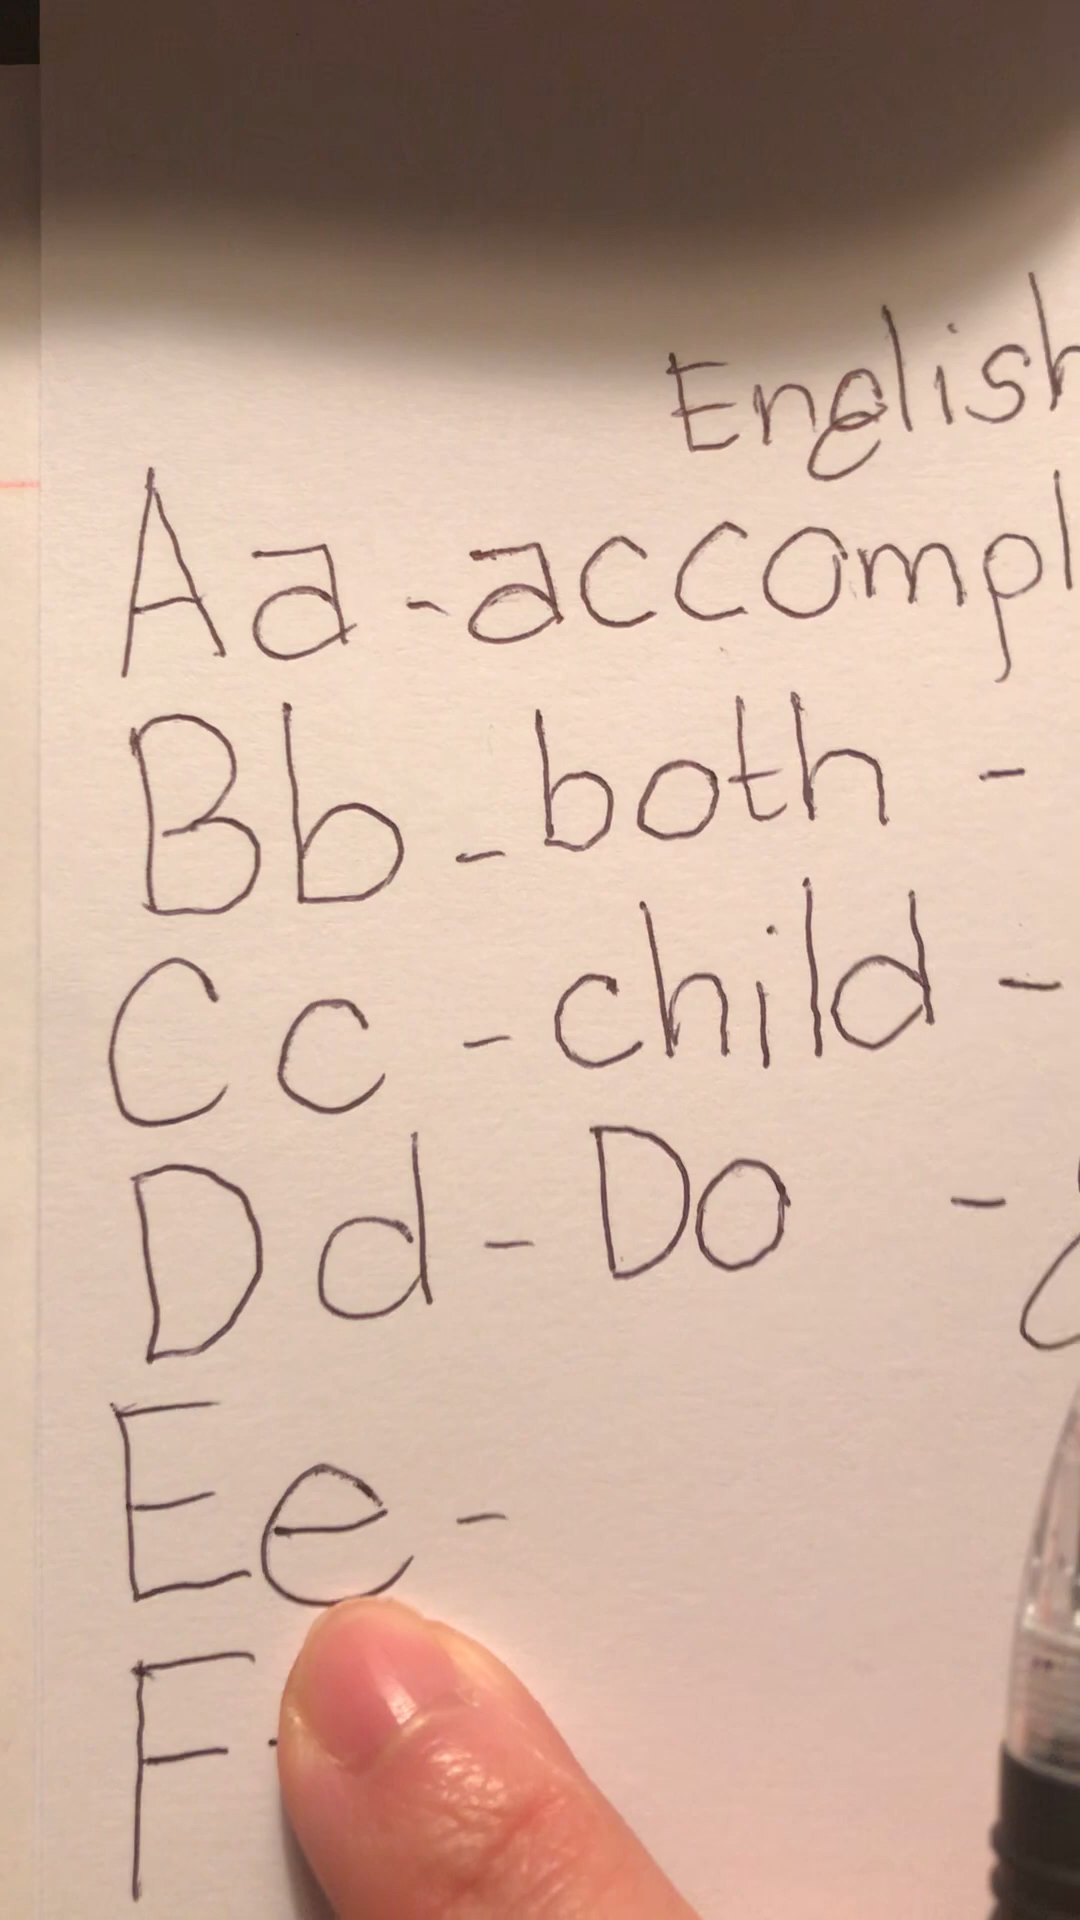 English
Aa - accompl
Bb - both -
Cc - child -
Dd - Do -
Ee -
F